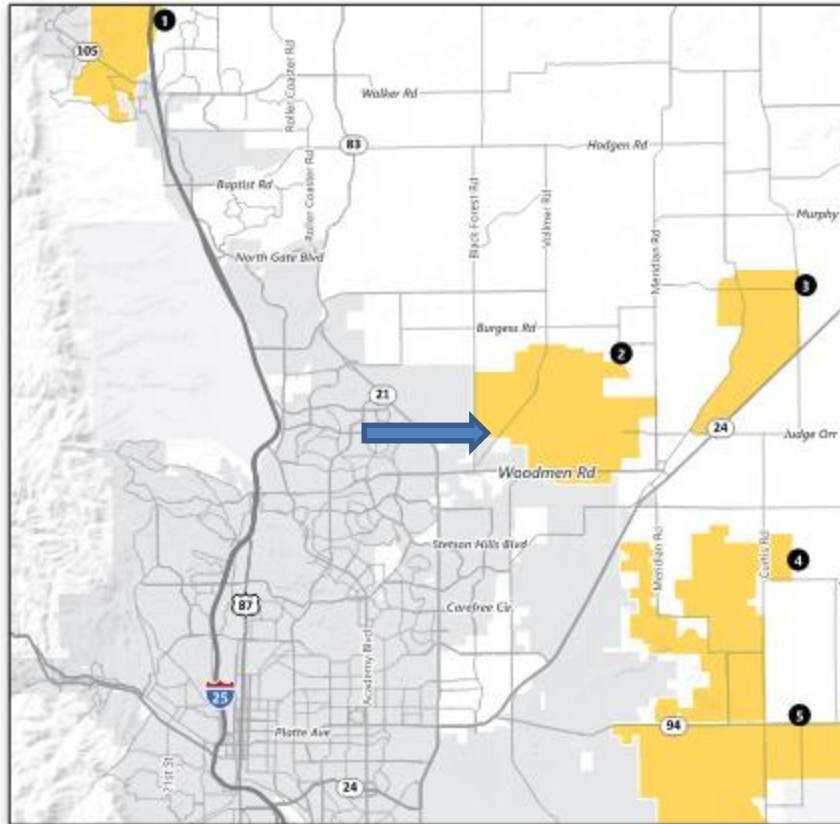 1
105
Roller Coaster Rd
Walker Rd
83
Hodgen Rd
Baptist Rd
Roller Coaster Rd
Black Forest Rd
Vollmer Rd
Murphy
Meridian Rd
North Gate Blvd
3
Burgess Rd
2
21
24
Judge Orr
Woodmen Rd
Stetson Hills Blvd
Meridian Rd
Curtis Rd
4
87
Carefree Cir
Academy Blvd
25
5
94
Platte Ave
21st St
24